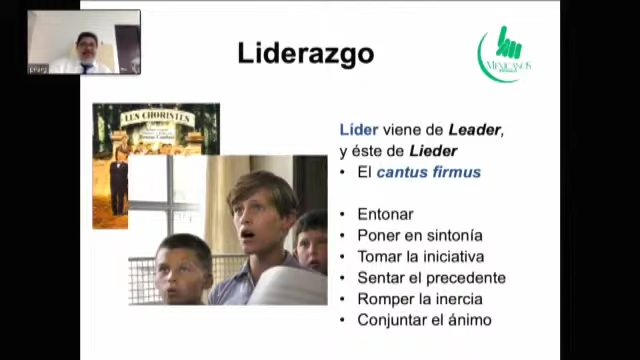 Liderazgo
MEXICANOS
LES CHORISTES
Líder viene de Leader,
y éste de Lieder
• El cantus firmus
• Entonar
• Poner en sintonía
• Tomar la iniciativa
• Sentar el precedente
• Romper la inercia
• Conjuntar el ánimo